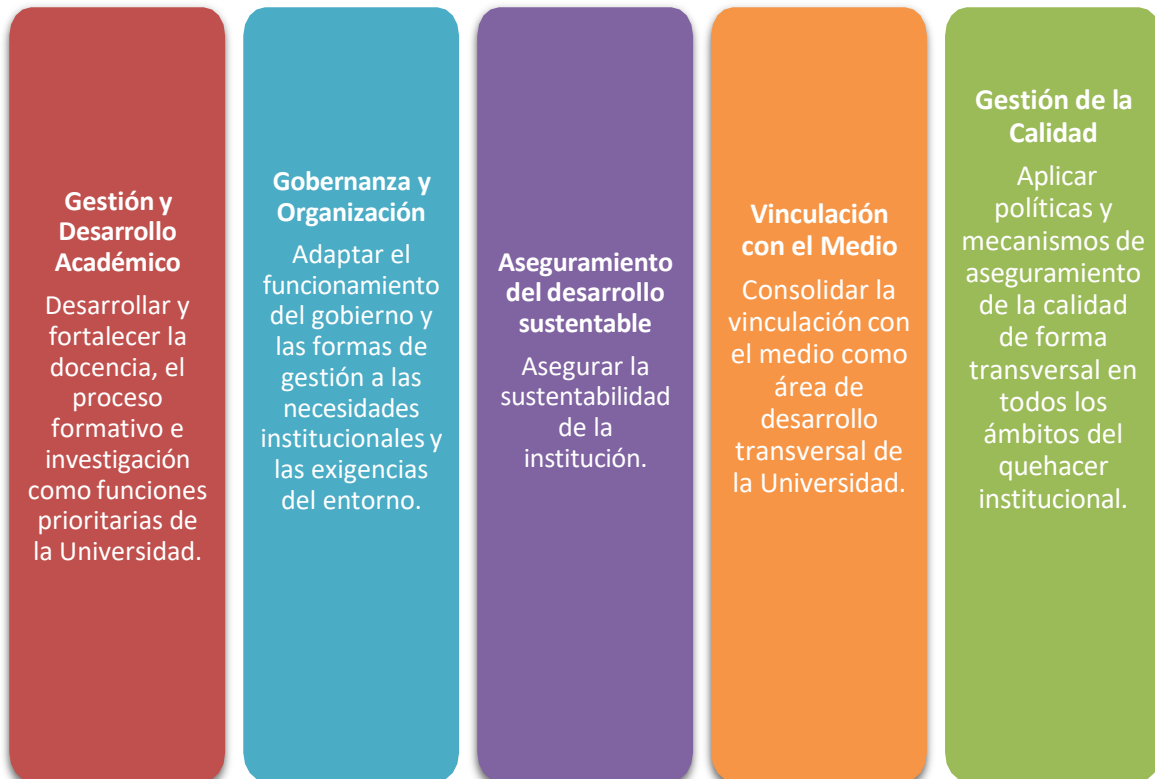 Gestión y
Desarrollo
Académico
Desarrollar y
fortalecer la
docencia, el
proceso
formativo e
investigación
como funciones
prioritarias de
la Universidad.
Gobernanza y
Organización
Adaptar el
funcionamiento
del gobierno y
las formas de
gestión a las
necesidades
institucionales y
las exigencias
del entorno.
Aseguramiento
del desarrollo
sustentable
Asegurar la
sustentabilidad
de la
institución.
Vinculación
con el Medio
Consolidar la
vinculación con
el medio como
área de
desarrollo
transversal de
la Universidad.
Gestión de la
Calidad
Aplicar
políticas y
mecanismos de
aseguramiento
de la calidad
de forma
transversal en
todos los
ámbitos del
quehacer
institucional.